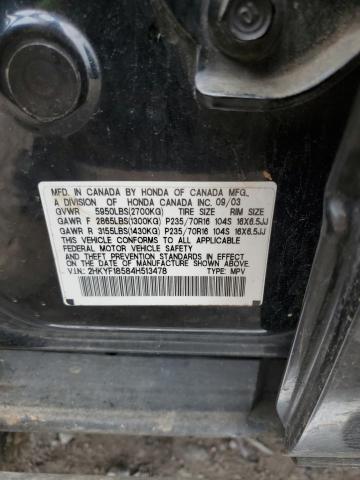 MFD. IN CANADA BY HONDA OF CANADA MFG.,
A DIVISION OF HONDA CANADA INC. 09/03
GVWR 5950LBS(2700KG) TIRE SIZE RIM SIZE
GAWR F 2865LBS(1300KG) P235/70R16 104S 16X6.5JJ
GAWR R 3155LBS(1430KG) P235/70R16 104S 16X6.5JJ
THIS VEHICLE CONFORMS TO ALL APPLICABLE
FEDERAL MOTOR VEHICLE SAFETY, BUMPER,
AND THEFT PREVENTION STANDARDS IN EFFECT
ON THE DATE OF MANUFACTURE SHOWN ABOVE.
V.I.N.: 2HKYF18584H513478 TYPE: MPV